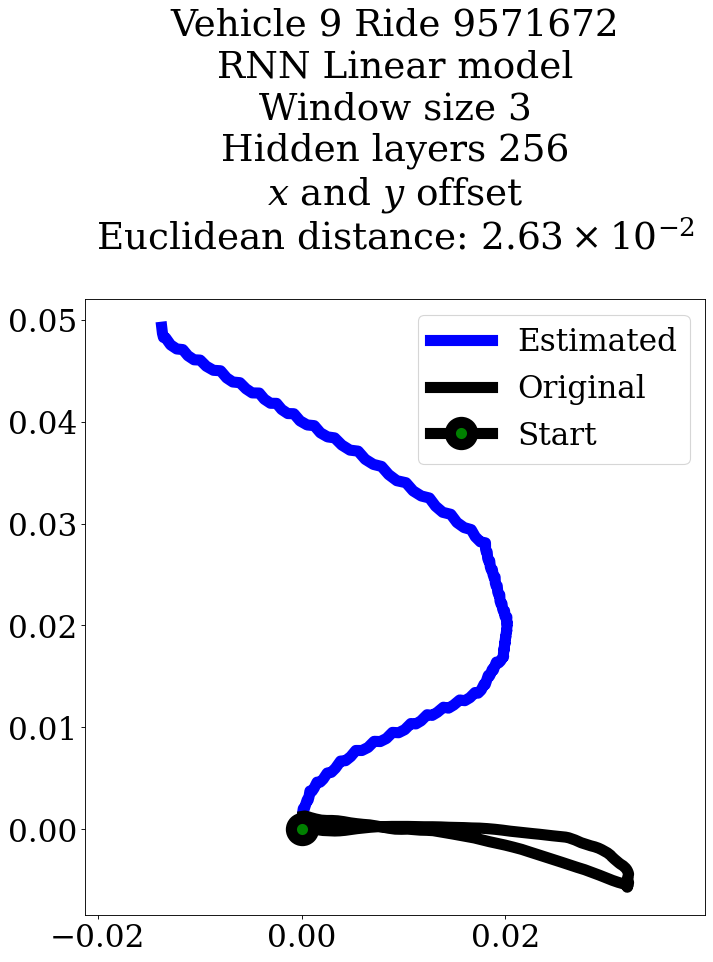 Vehicle 9 Ride 9571672
RNN Linear model
Window size 3
Hidden layers 256
x and y offset
Euclidean distance: 2.63 × 10⁻²
Estimated
Original
Start
0.05
0.04
0.03
0.02
0.01
0.00
−0.02 0.00 0.02